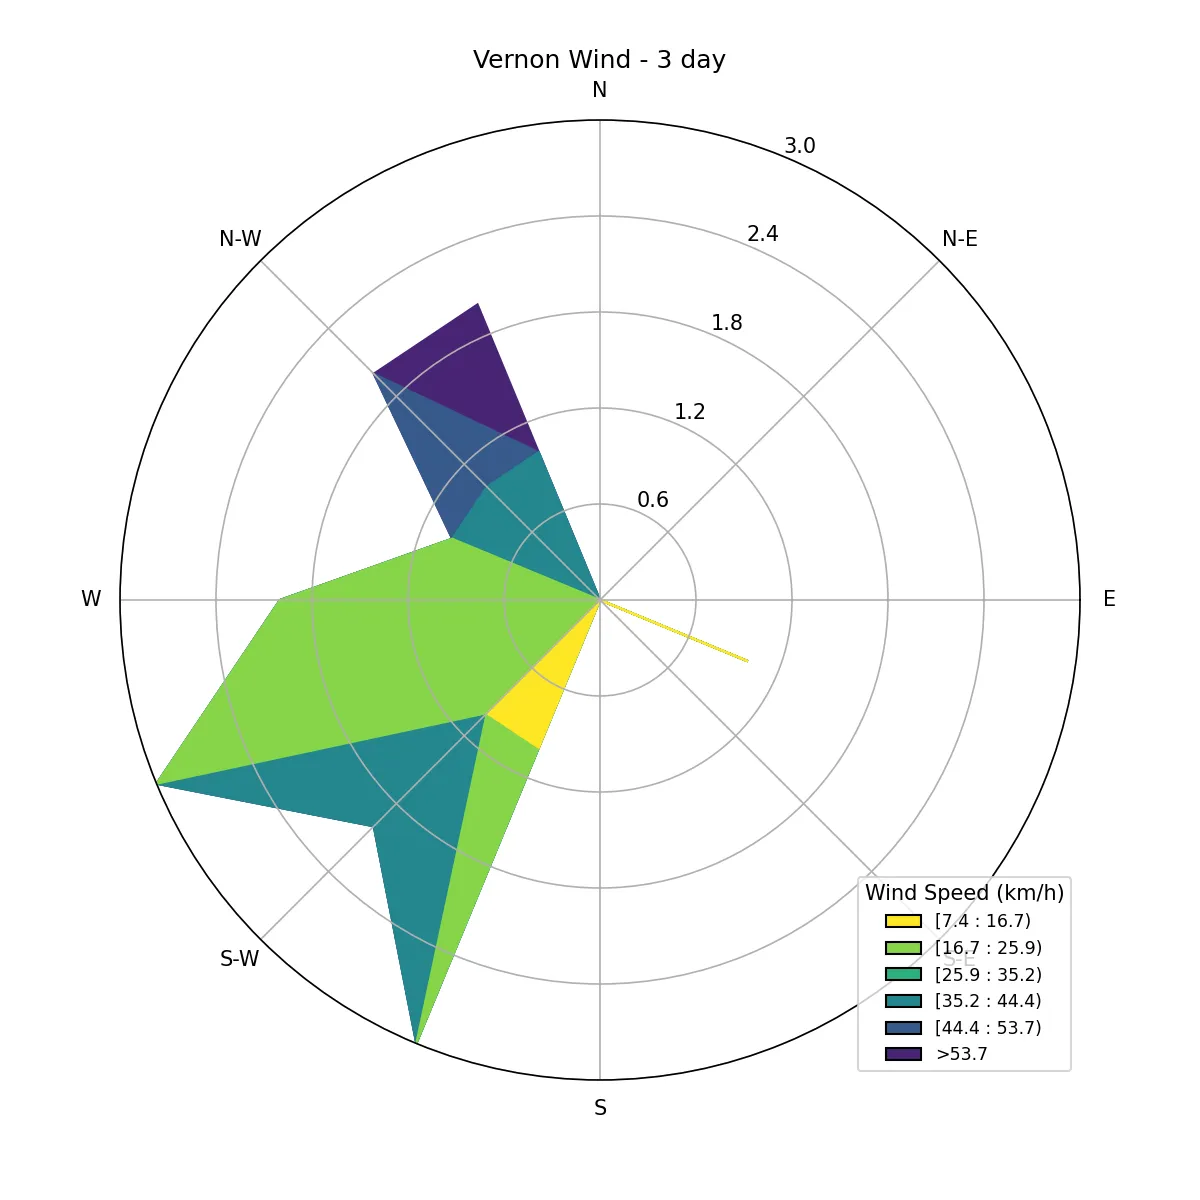 Vernon Wind - 3 day
N
3.0
N-W
2.4
N-E
1.8
1.2
0.6
W
E
S-W
S-E
S
Wind Speed (km/h)
[7.4 : 16.7)
[16.7 : 25.9)
[25.9 : 35.2)
[35.2 : 44.4)
[44.4 : 53.7)
>53.7